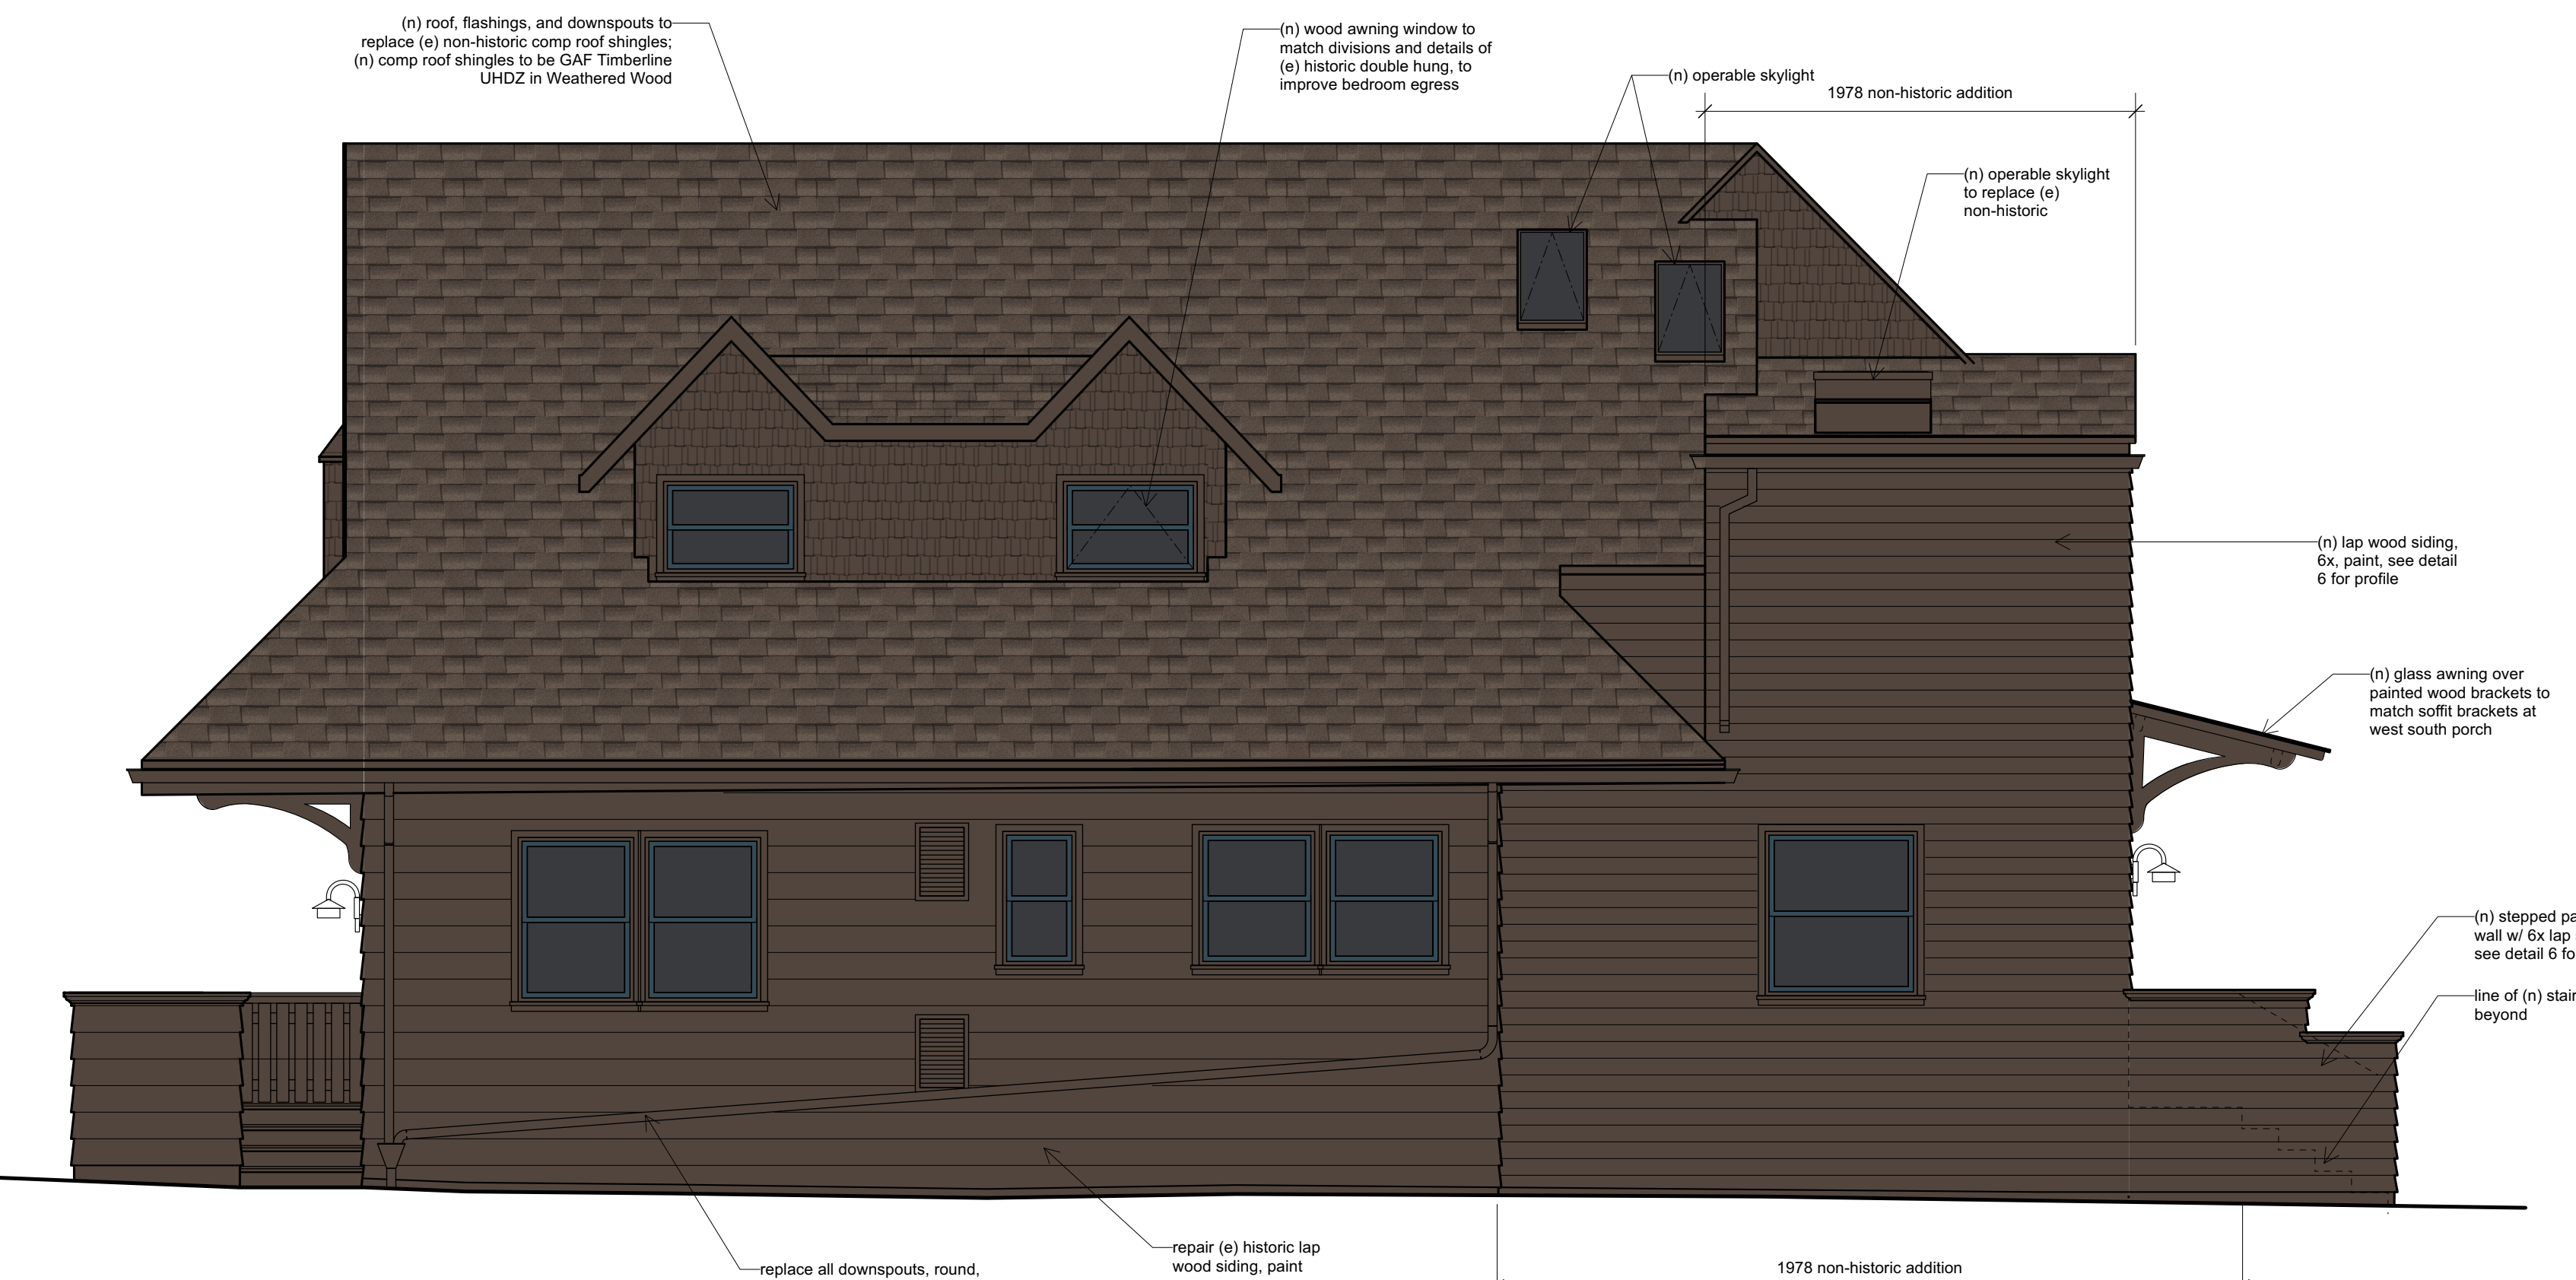 (n) roof, flashings, and downspouts to
replace (e) non-historic comp roof shingles;
(n) comp roof shingles to be GAF Timberline
UHDZ in Weathered Wood
(n) wood awning window to
match divisions and details of
(e) historic double hung, to
improve bedroom egress
(n) operable skylight
1978 non-historic addition
(n) operable skylight
to replace (e)
non-historic
(n) lap wood siding,
6x, paint, see detail
6 for profile
(n) glass awning over
painted wood brackets to
match soffit brackets at
west south porch
(n) stepped
wall w/ 6x lap
see detail 6
line of (n)
beyond
repair (e) historic lap
wood siding, paint
replace all downspouts, round,
1978 non-historic addition